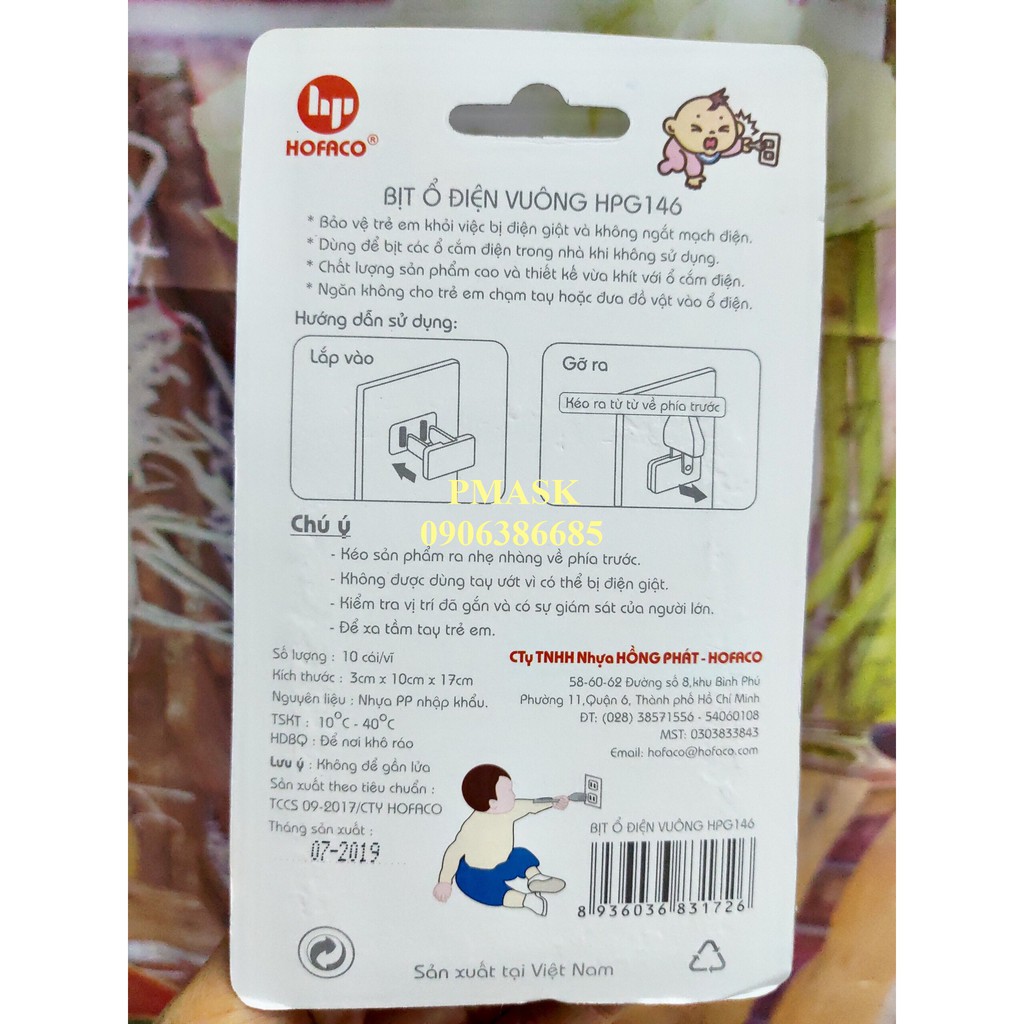 hp
HOFACO®
BỊT Ổ ĐIỆN VUÔNG HPG146
* Bảo vệ trẻ em khỏi việc bị điện giật và không ngắt mạch điện.
* Dùng để bịt các ổ cắm điện trong nhà khi không sử dụng.
* Chất lượng sản phẩm cao và thiết kế vừa khít với ổ cắm điện.
* Ngăn không cho trẻ em chạm tay hoặc đưa đồ vật vào ổ điện.
Hướng dẫn sử dụng:
Lắp vào
Gỡ ra
Kéo ra từ từ về phía trước
PMASK
0906386685
Chú ý
- Kéo sản phẩm ra nhẹ nhàng về phía trước.
- Không được dùng tay ướt vì có thể bị điện giật.
- Kiểm tra vị trí đã gắn và có sự giám sát của người lớn.
- Để xa tầm tay trẻ em.
Số lượng : 10 cái/vĩ
Kích thước : 3cm x 10cm x 17cm
Nguyên liệu : Nhựa PP nhập khẩu.
TSKT : 10°C - 40°C
HDBQ : Để nơi khô ráo
Lưu ý : Không để gần lửa
Sản xuất theo tiêu chuẩn :
TCCS 09-2017/CTY HOFACO
Tháng sản xuất :
07-2019
CTy TNHH Nhựa HỒNG PHÁT - HOFACO
58-60-62 Đường số 8,khu Bình Phú
Phường 11,Quận 6, Thành phố Hồ Chí Minh
ĐT: (028) 38571556 - 54060108
MST: 0303833843
Email: hofaco@hofaco.com
BỊT Ổ ĐIỆN VUÔNG HPG146
8 936036 831726
Sản xuất tại Việt Nam